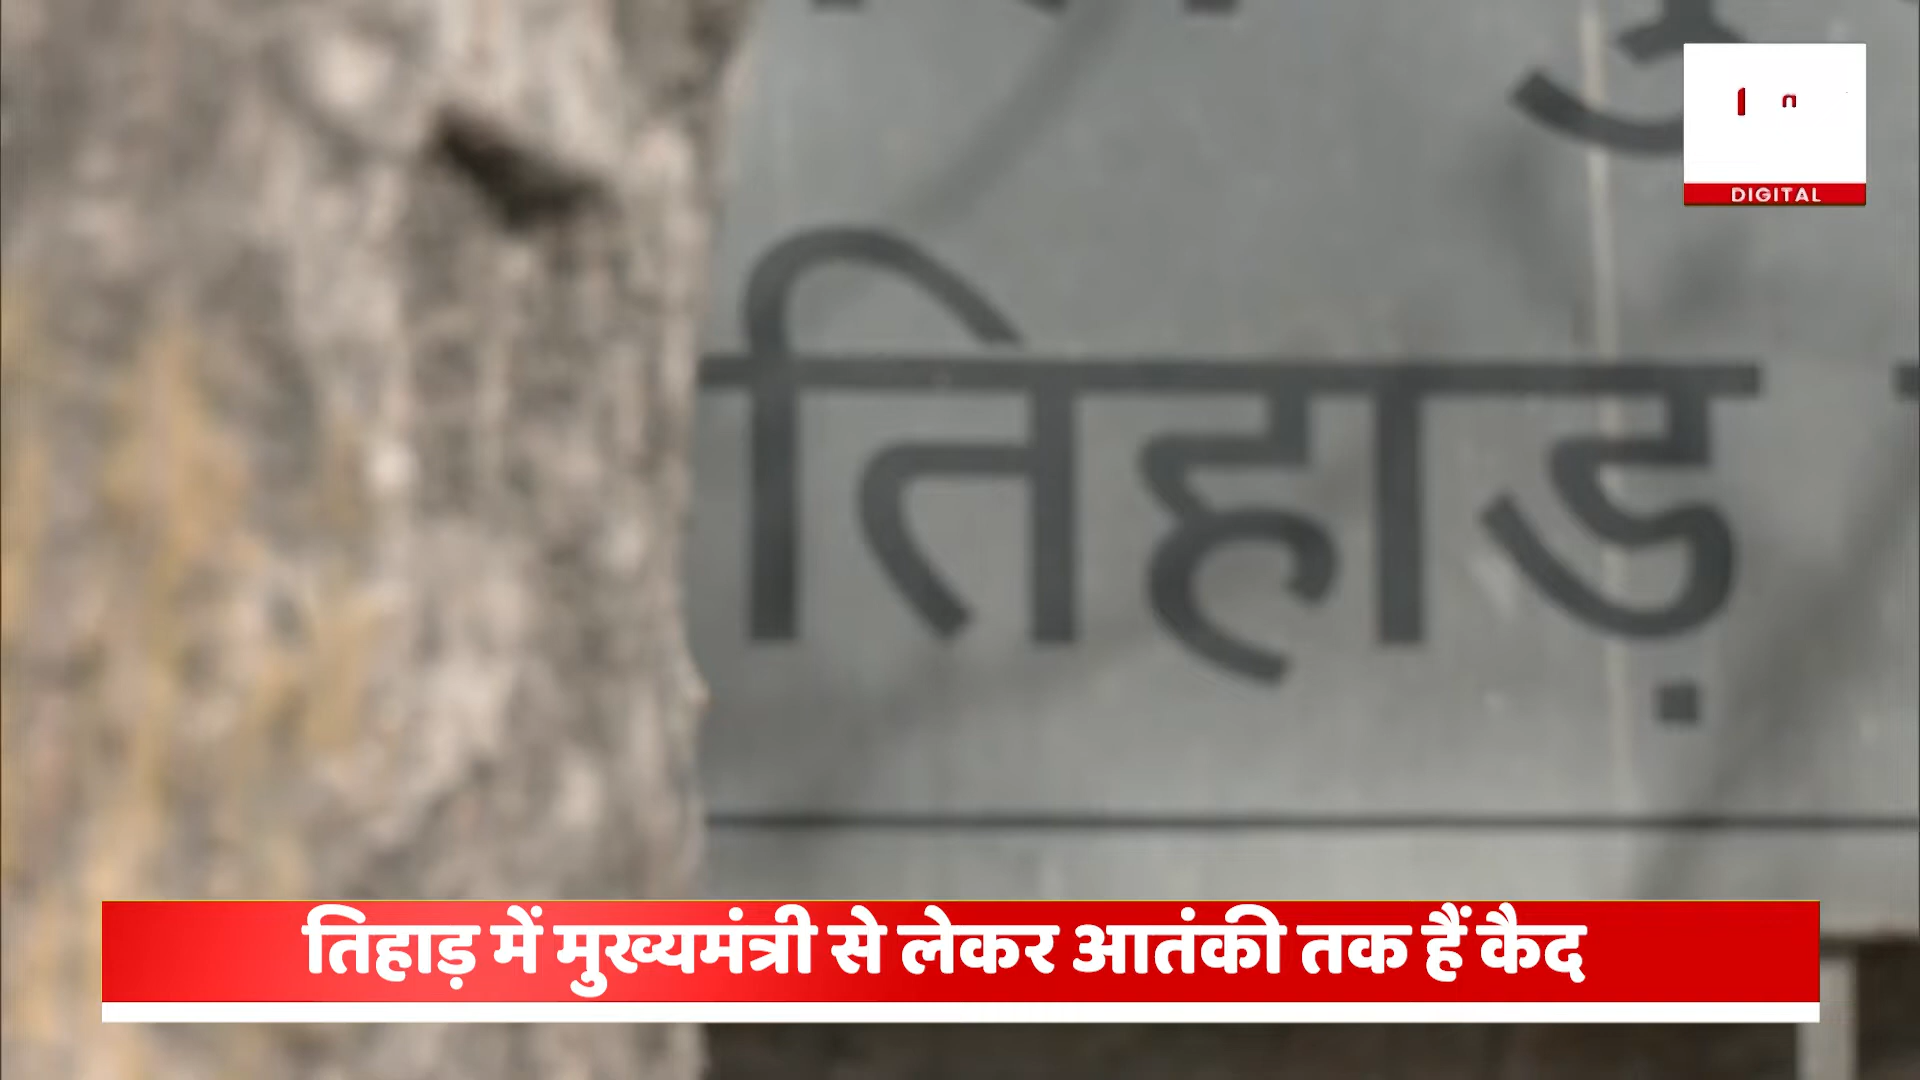 DIGITAL
तिहाड़
तिहाड़ में मुख्यमंत्री से लेकर आतंकी तक हैं कैद